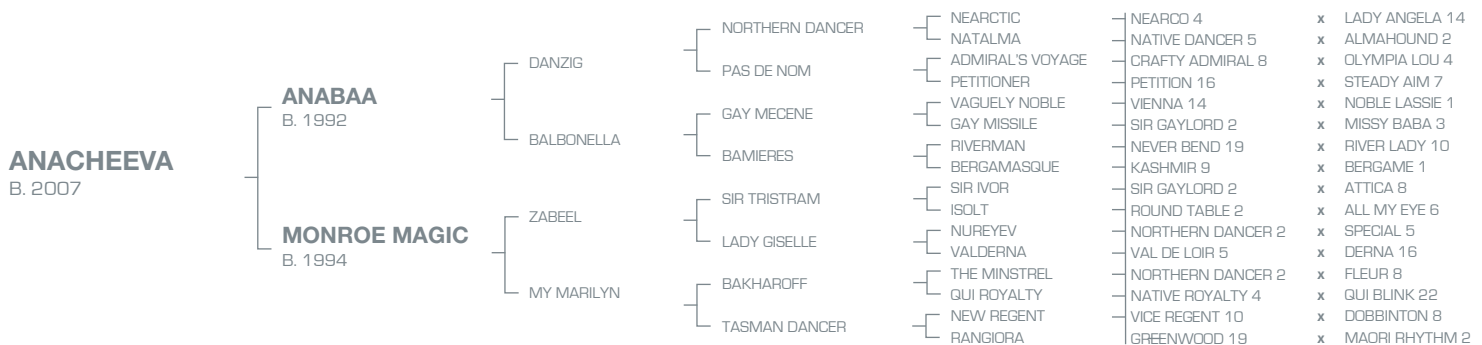 ANACHEEVA
B. 2007
ANABAA
B. 1992
MONROE MAGIC
B. 1994
DANZIG
BALBONELLA
ZABEEL
MY MARILYN
NORTHERN DANCER
PAS DE NOM
GAY MECENE
BAMIERES
SIR TRISTRAM
LADY GISELLE
BAKHAROFF
TASMAN DANCER
NEARCTIC
NATALMA
ADMIRAL'S VOYAGE
PETITIONER
VAGUELY NOBLE
GAY MISSILE
RIVERMAN
BERGAMASQUE
SIR IVOR
ISOLT
NUREYEV
VALDERNA
THE MINSTREL
QUI ROYALTY
NEW REGENT
RANGIORA
NEARCO 4 x LADY ANGELA 14
NATIVE DANCER 5 x ALMAHOUND 2
CRAFTY ADMIRAL 8 x OLYMPIA LOU 4
PETITION 16 x STEADY AIM 7
VIENNA 14 x NOBLE LASSIE 1
SIR GAYLORD 2 x MISSY BABA 3
NEVER BEND 19 x RIVER LADY 10
KASHMIR 9 x BERGAME 1
SIR GAYLORD 2 x ATTICA 8
ROUND TABLE 2 x ALL MY EYE 6
NORTHERN DANCER 2 x SPECIAL 5
VAL DE LOIR 5 x DERNA 16
NORTHERN DANCER 2 x FLEUR 8
NATIVE ROYALTY 4 x QUI BLINK 22
VICE REGENT 10 x DOBBINTON 8
GREENWOOD 19 x MAORI RHYTHM 2